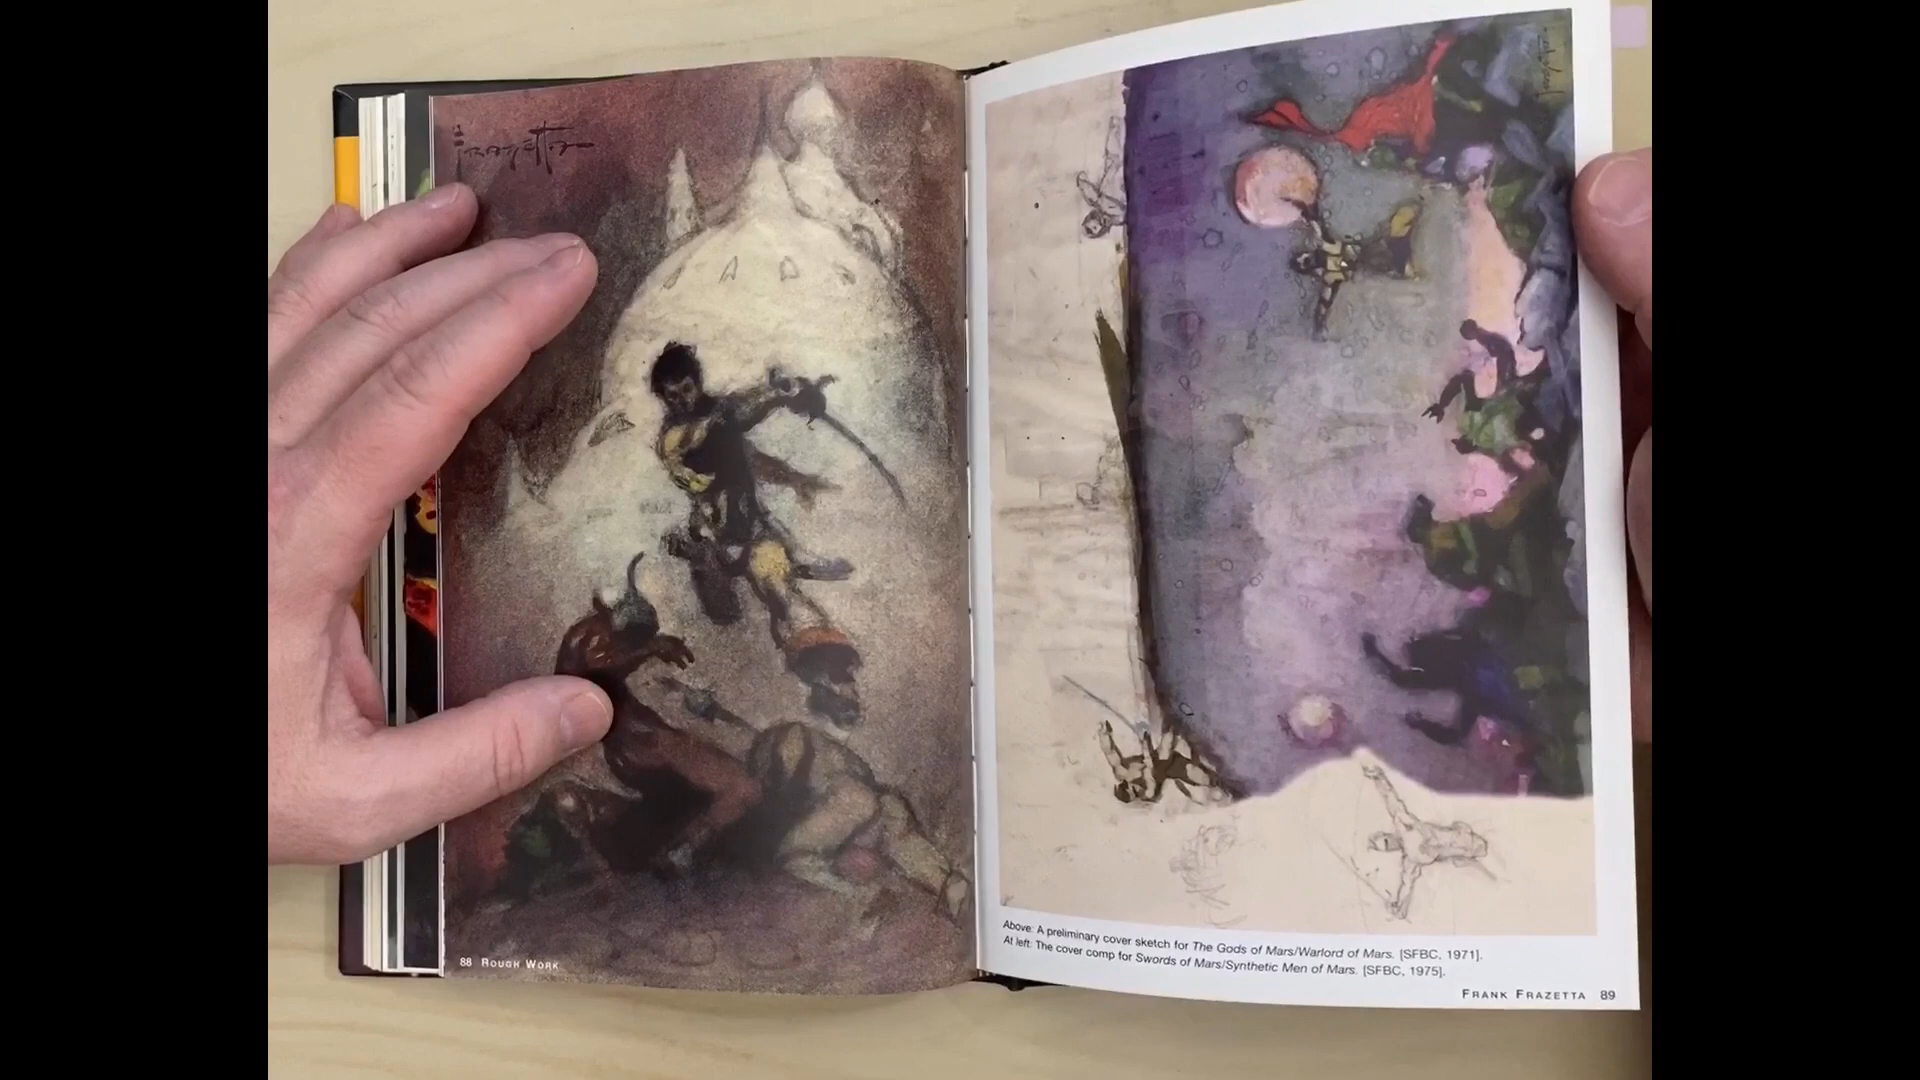 Frazetta
88 ROUGH WORK
Above: A preliminary cover sketch for The Gods of Mars/Warlord of Mars. [SFBC, 1971].
At left: The cover comp for Swords of Mars/Synthetic Men of Mars. [SFBC, 1975].
FRANK FRAZETTA 89